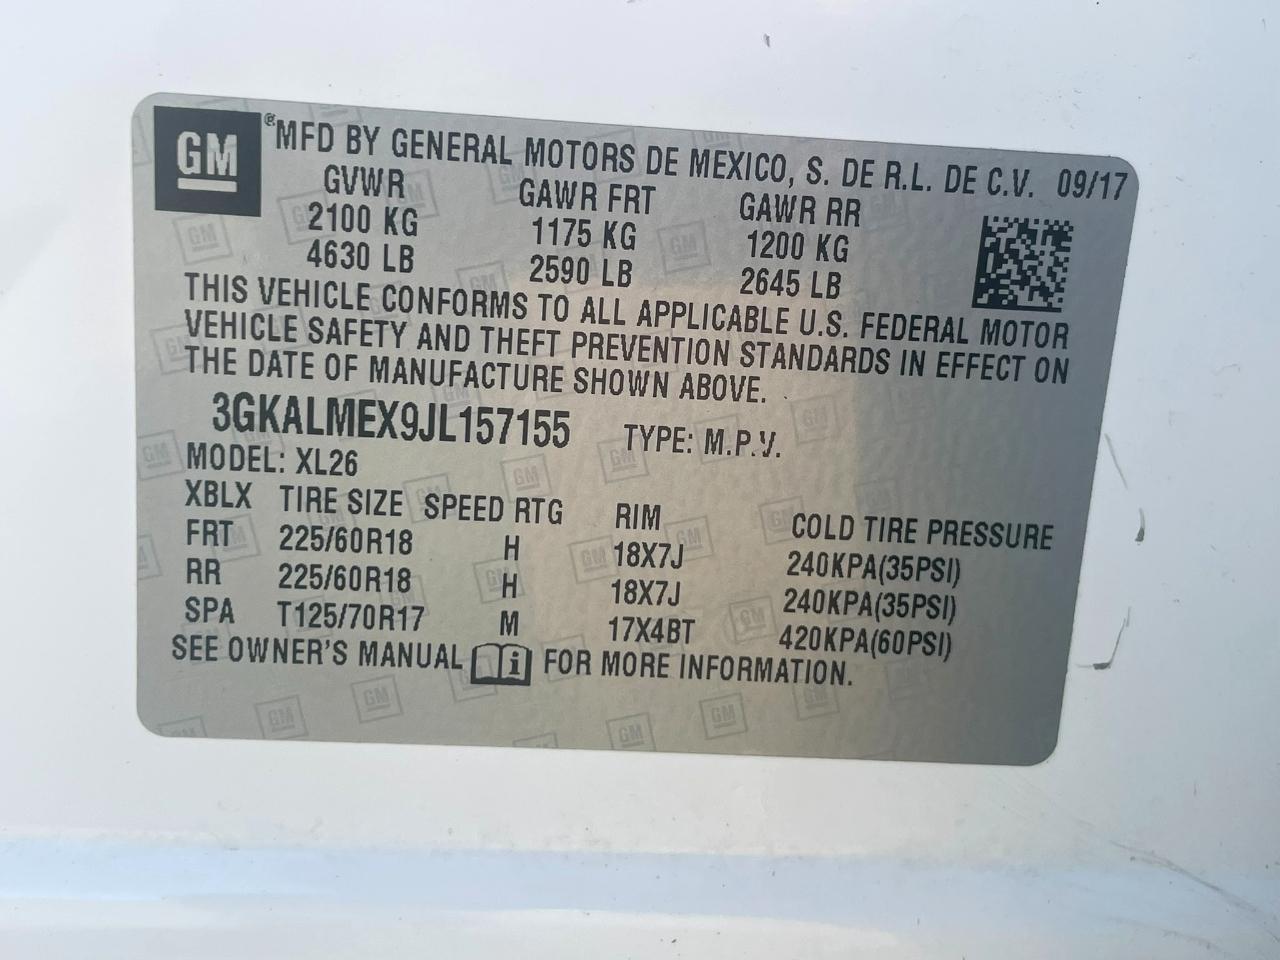 GM ® MFD BY GENERAL MOTORS DE MEXICO, S. DE R.L. DE C.V. 09/17
GVWR GAWR FRT GAWR RR
2100 KG 1175 KG 1200 KG
4630 LB 2590 LB 2645 LB
THIS VEHICLE CONFORMS TO ALL APPLICABLE U.S. FEDERAL MOTOR
VEHICLE SAFETY AND THEFT PREVENTION STANDARDS IN EFFECT ON
THE DATE OF MANUFACTURE SHOWN ABOVE.
3GKALMEX9JL157155 TYPE: M.P.V.
MODEL: XL26
XBLX TIRE SIZE SPEED RTG RIM COLD TIRE PRESSURE
FRT 225/60R18 H 18X7J 240KPA(35PSI)
RR 225/60R18 H 18X7J 240KPA(35PSI)
SPA T125/70R17 M 17X4BT 420KPA(60PSI)
SEE OWNER'S MANUAL i FOR MORE INFORMATION.